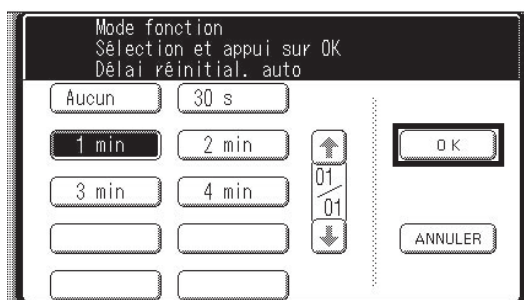 Mode fonction
Sélection et appui sur OK
Délai réinitial. auto
Aucun
30 s
1 min
2 min
OK
3 min
4 min
01
01
ANNULER